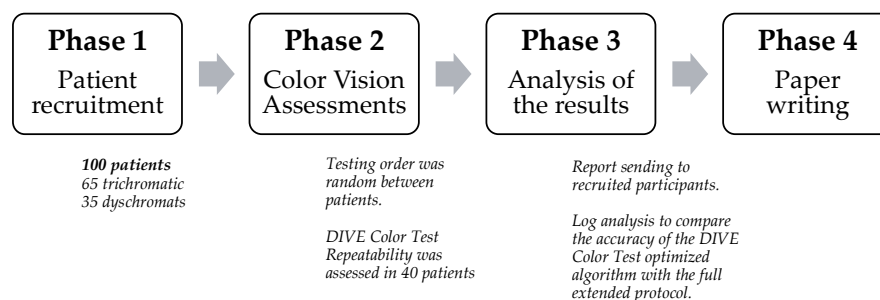 Phase 1
Patient
recruitment
Phase 2
Color Vision
Assessments
Phase 3
Analysis of
the results
Phase 4
Paper
writing
100 patients
65 trichromatic
35 dyschromats
Testing order was
random between
patients.
DIVE Color Test
Repeatability was
assessed in 40 patients
Report sending to
recruited participants.
Log analysis to compare
the accuracy of the DIVE
Color Test optimized
algorithm with the full
extended protocol.